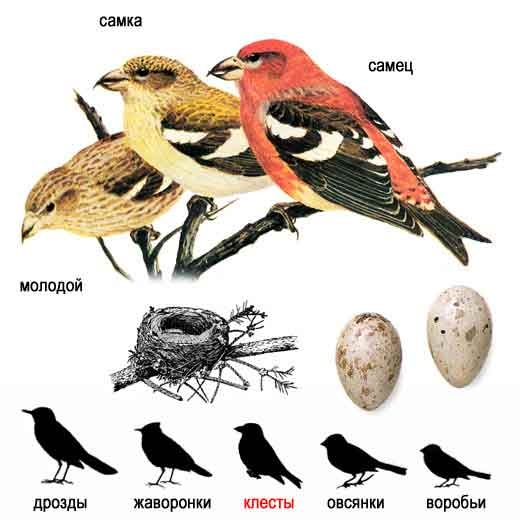 самка
самец
молодой
дрозды жаворонки клесты овсянки воробьи